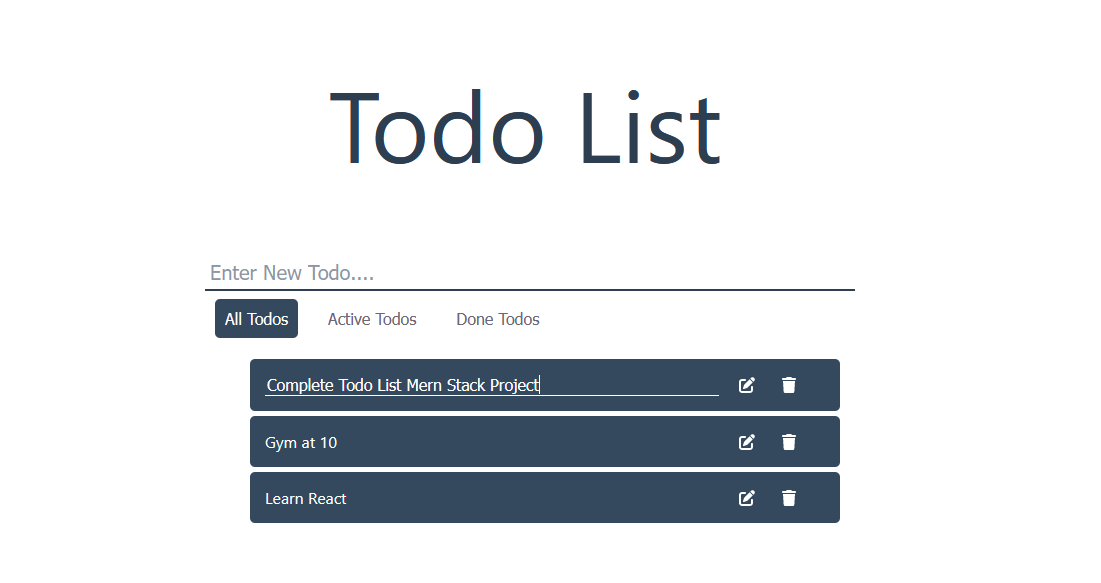 Todo List
Enter New Todo....
All Todos Active Todos Done Todos
Complete Todo List Mern Stack Project
Gym at 10
Learn React